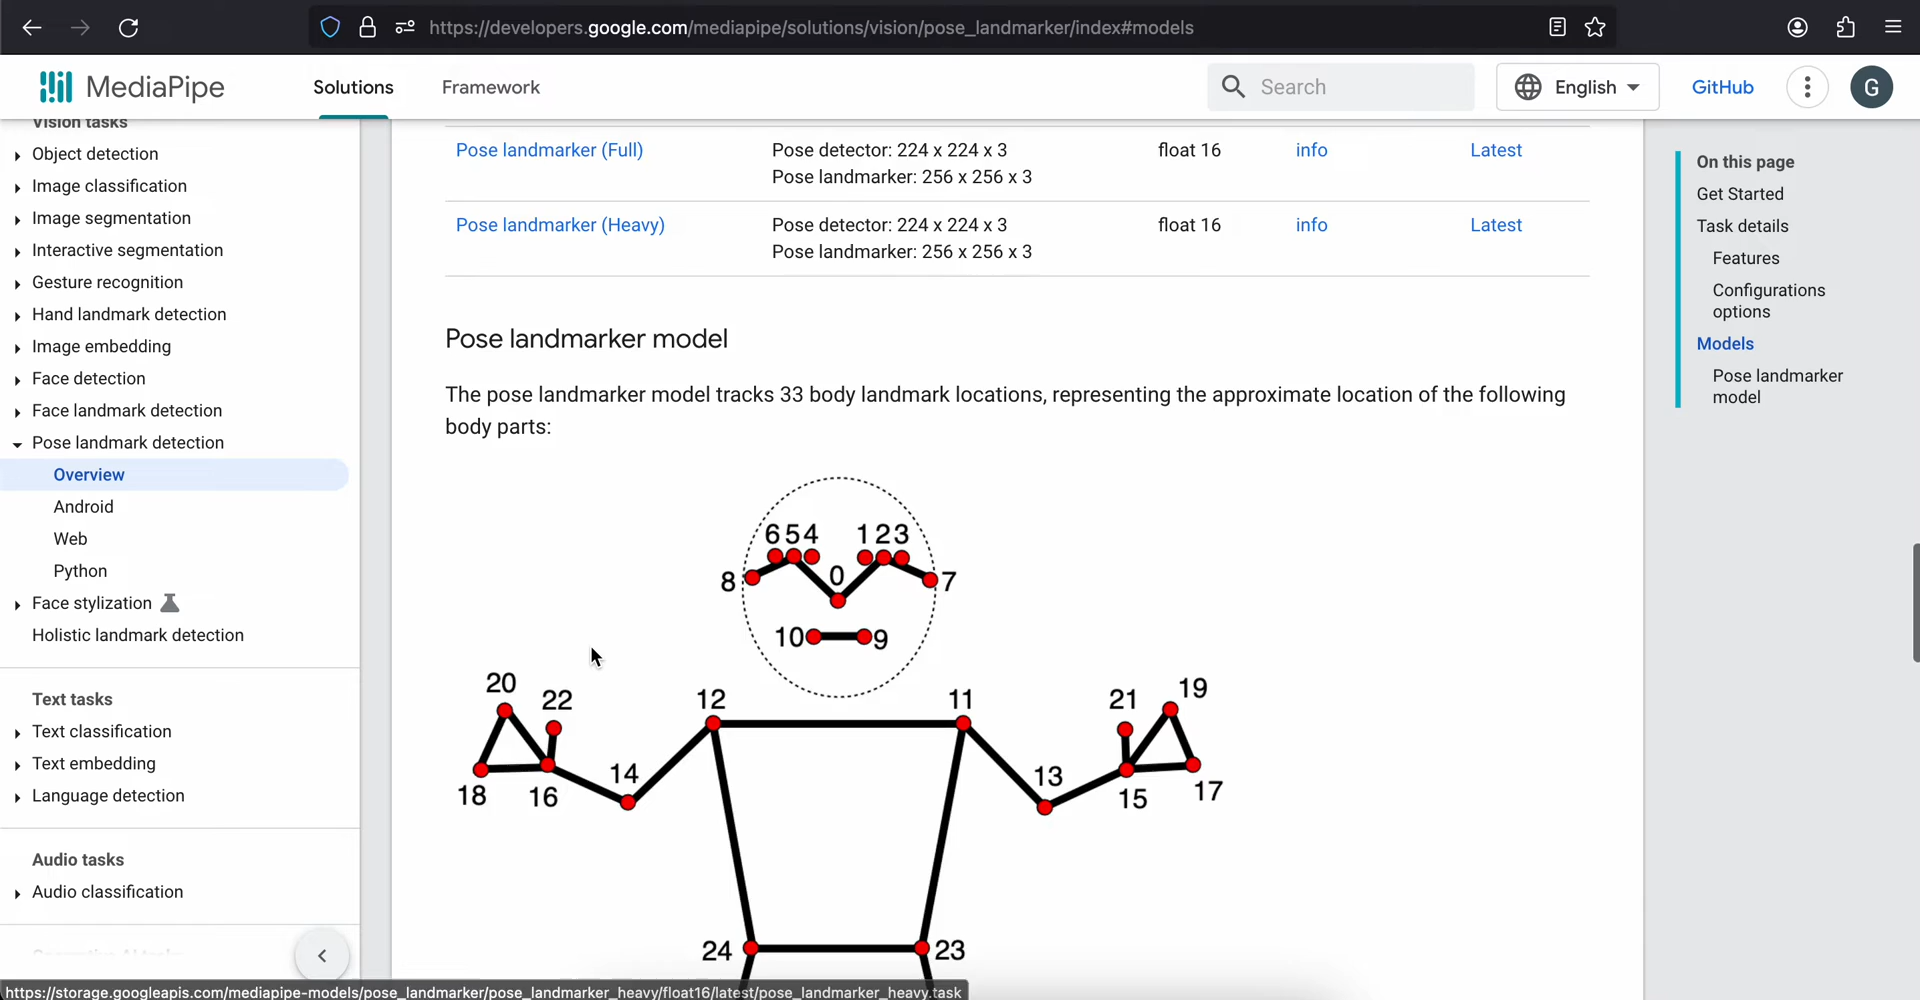 https://developers.google.com/mediapipe/solutions/vision/pose_landmarker/index#models
MediaPipe
Solutions
Framework
Search
English
GitHub
G
Vision tasks
Object detection
Image classification
Image segmentation
Interactive segmentation
Gesture recognition
Hand landmark detection
Image embedding
Face detection
Face landmark detection
Pose landmark detection
Overview
Android
Web
Python
Face stylization
Holistic landmark detection
Text tasks
Text classification
Text embedding
Language detection
Audio tasks
Audio classification
Pose landmarker (Full)
Pose detector: 224 x 224 x 3
Pose landmarker: 256 x 256 x 3
float 16
info
Latest
Pose landmarker (Heavy)
Pose detector: 224 x 224 x 3
Pose landmarker: 256 x 256 x 3
float 16
info
Latest
Pose landmarker model
The pose landmarker model tracks 33 body landmark locations, representing the approximate location of the following
body parts:
6 5 4 1 2 3
8 0 7
10 9
20 22 12 11 21 19
14 13
18 16 15 17
24 23
On this page
Get Started
Task details
Features
Configurations
options
Models
Pose landmarker
model
https://storage.googleapis.com/mediapipe-models/pose_landmarker/pose_landmarker_heavy/float16/latest/pose_landmarker_heavy.task